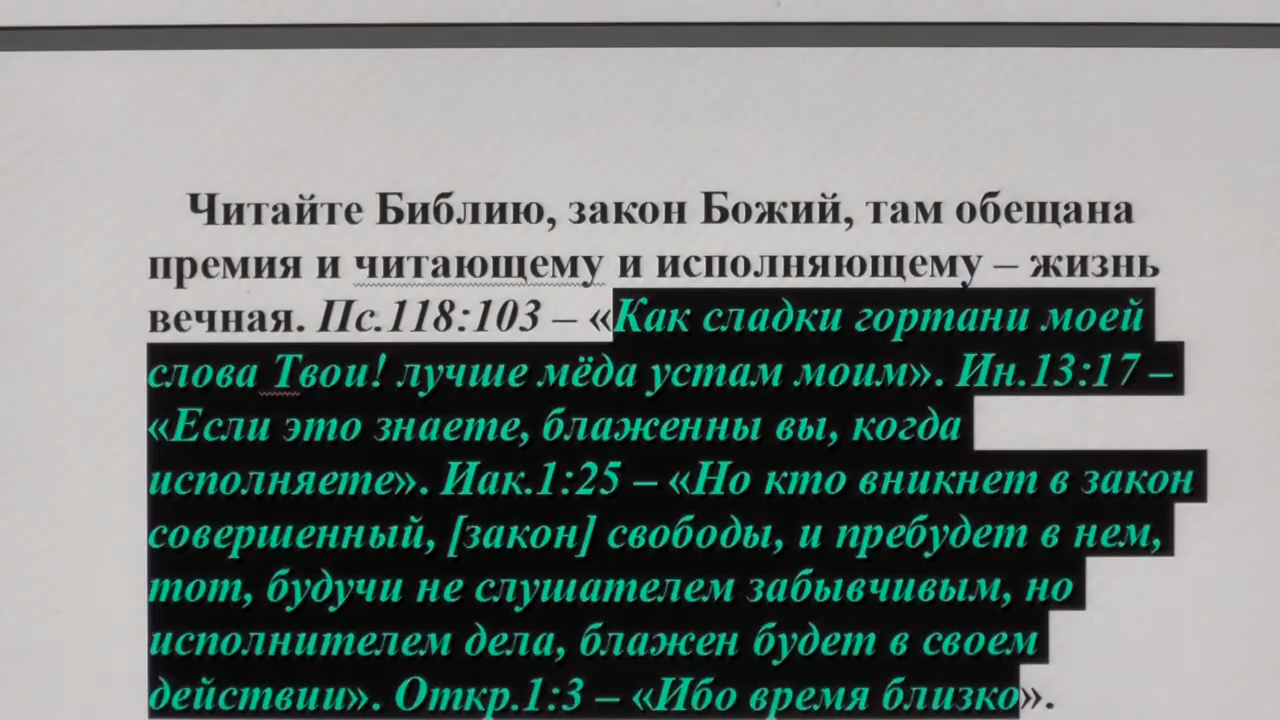 Читайте Библию, закон Божий, там обещана
премия и читающему и исполняющему – жизнь
вечная. Пс.118:103 – «Как сладки гортани моей
слова Твои! лучше мёда устам моим». Ин.13:17 –
«Если это знаете, блаженны вы, когда
исполняете». Иак.1:25 – «Но кто вникнет в закон
совершенный, [закон] свободы, и пребудет в нем,
тот, будучи не слушателем забывчивым, но
исполнителем дела, блажен будет в своем
действии». Откр.1:3 – «Ибо время близко».